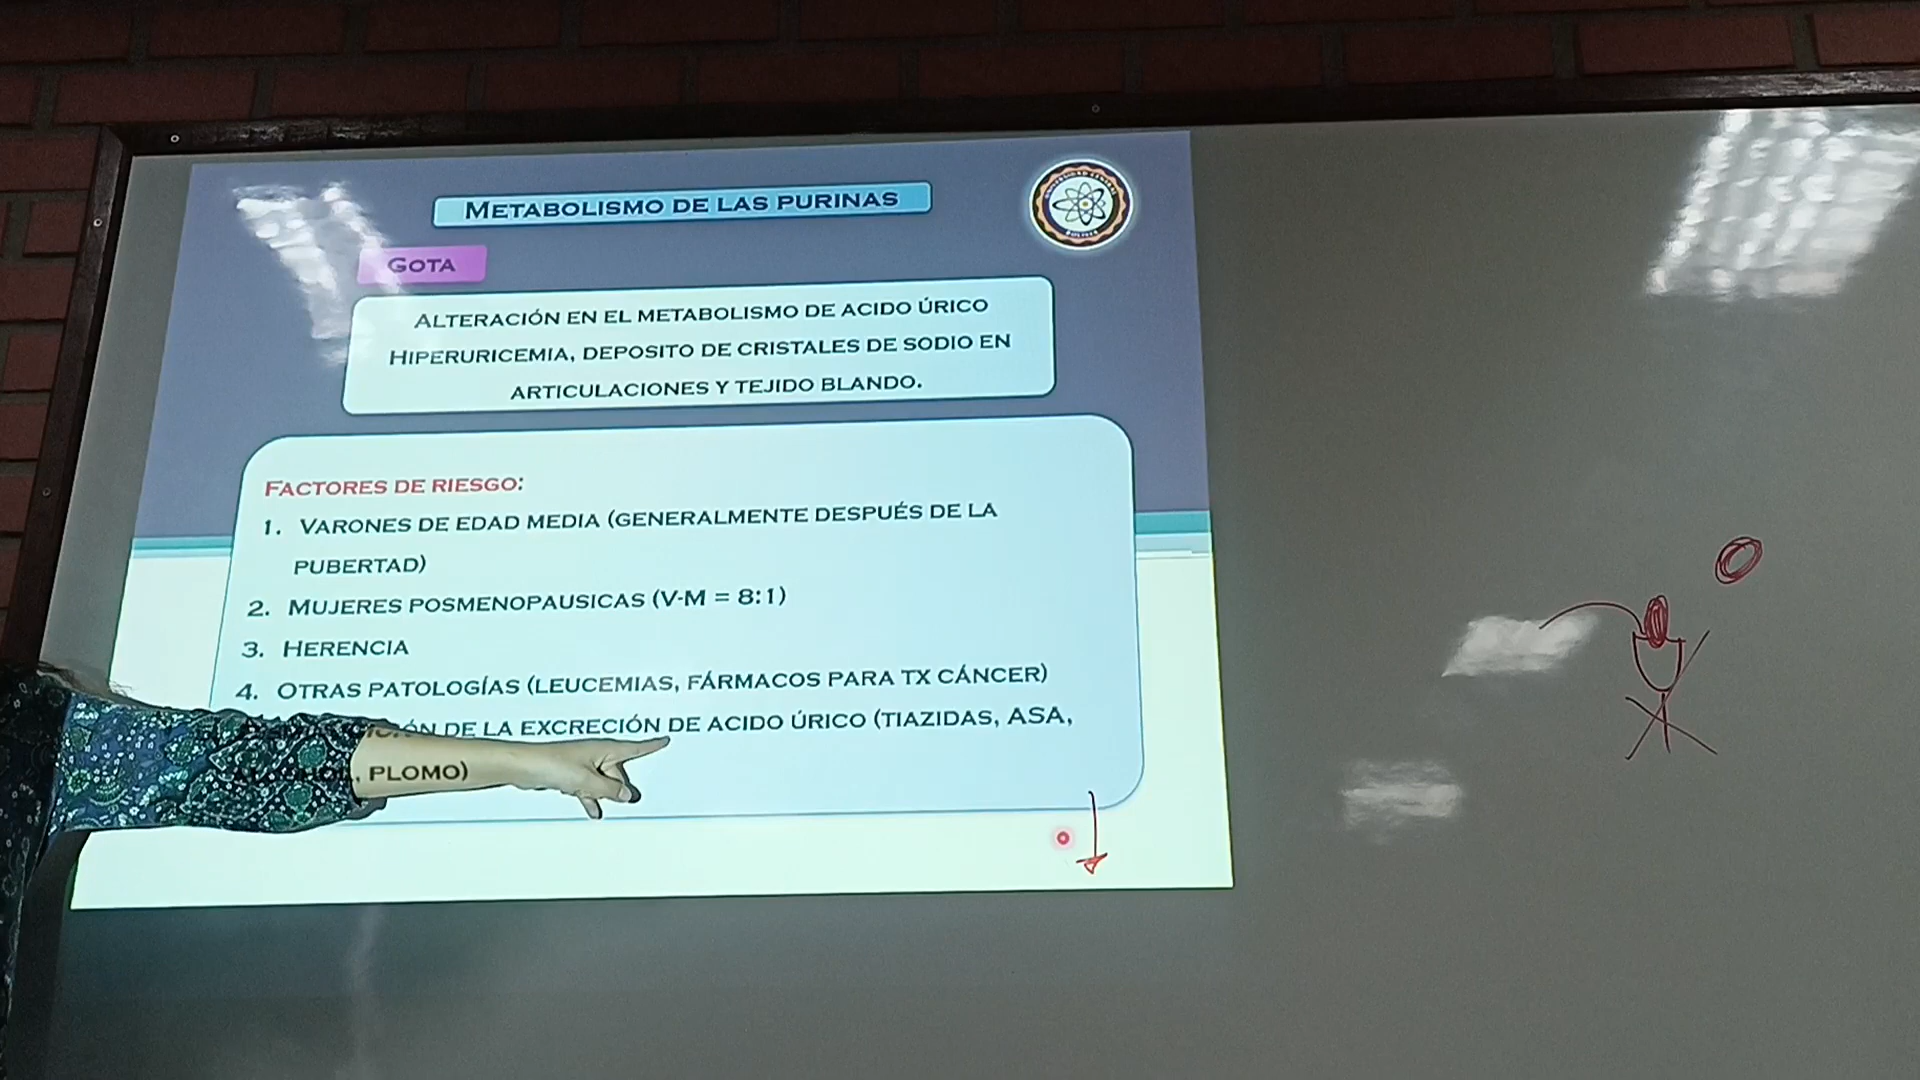 METABOLISMO DE LAS PURINAS
GOTA
ALTERACIÓN EN EL METABOLISMO DE ACIDO ÚRICO
HIPERURICEMIA, DEPOSITO DE CRISTALES DE SODIO EN
ARTICULACIONES Y TEJIDO BLANDO.
FACTORES DE RIESGO:
1. VARONES DE EDAD MEDIA (GENERALMENTE DESPUÉS DE LA
PUBERTAD)
2. MUJERES POSMENOPAUSICAS (V-M = 8:1)
3. HERENCIA
4. OTRAS PATOLOGÍAS (LEUCEMIAS, FÁRMACOS PARA TX CÁNCER)
DE LA EXCRECIÓN DE ACIDO ÚRICO (TIAZIDAS, ASA,
, PLOMO)